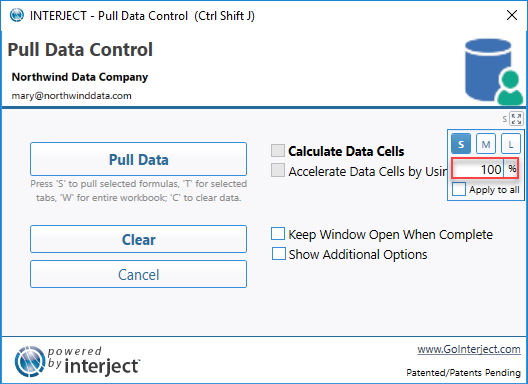 INTERJECT - Pull Data Control (Ctrl Shift J)
Pull Data Control
Northwind Data Company
mary@northwinddata.com
S
S M L
100 %
Apply to all
Pull Data
Calculate Data Cells
Accelerate Data Cells by Usin
Press 'S' to pull selected formulas, 'T' for selected
tabs, 'W' for entire workbook; 'C' to clear data.
Clear
Keep Window Open When Complete
Cancel
Show Additional Options
powered
by interject™
www.GoInterject.com
Patented/Patents Pending